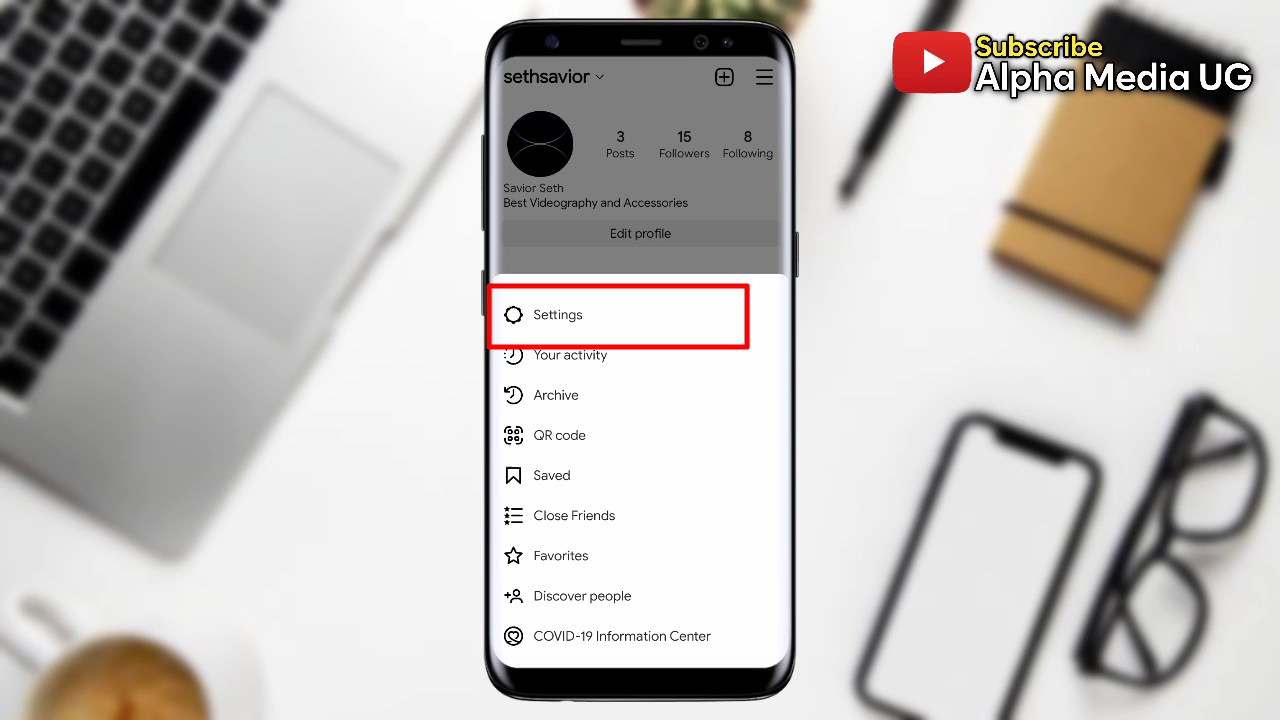 Subscribe
Alpha Media UG
sethsavior
3
15
8
Posts
Followers
Following
Savior Seth
Best Videography and Accessories
Edit profile
Settings
Your activity
Archive
QR code
Saved
Close Friends
Favorites
Discover people
COVID-19 Information Center